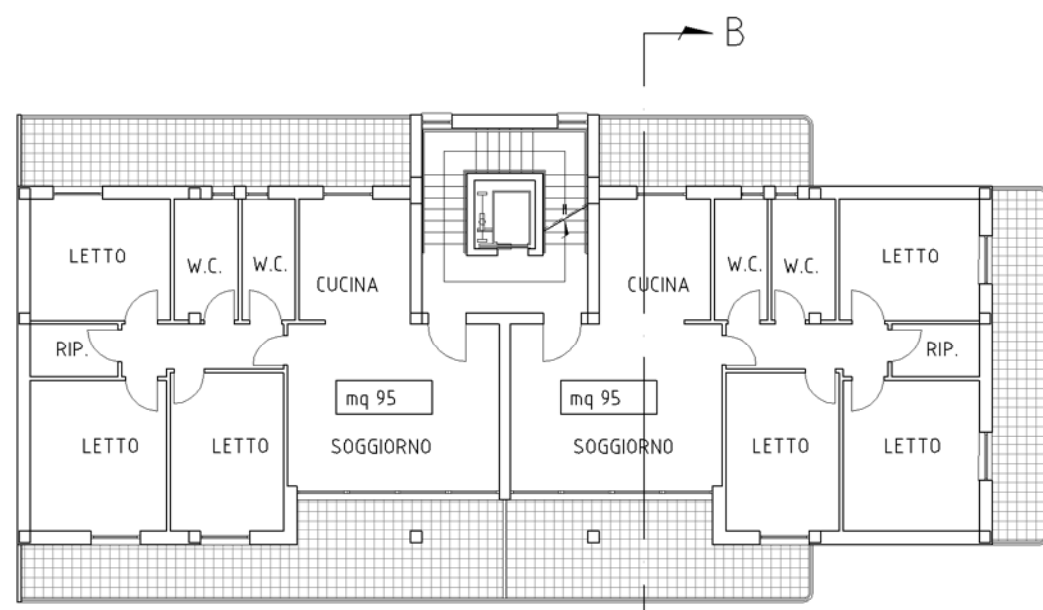 B
LETTO
W.C.
W.C.
CUCINA
CUCINA
W.C.
W.C.
LETTO
RIP.
RIP.
mq 95
mq 95
LETTO
LETTO
SOGGIORNO
SOGGIORNO
LETTO
LETTO